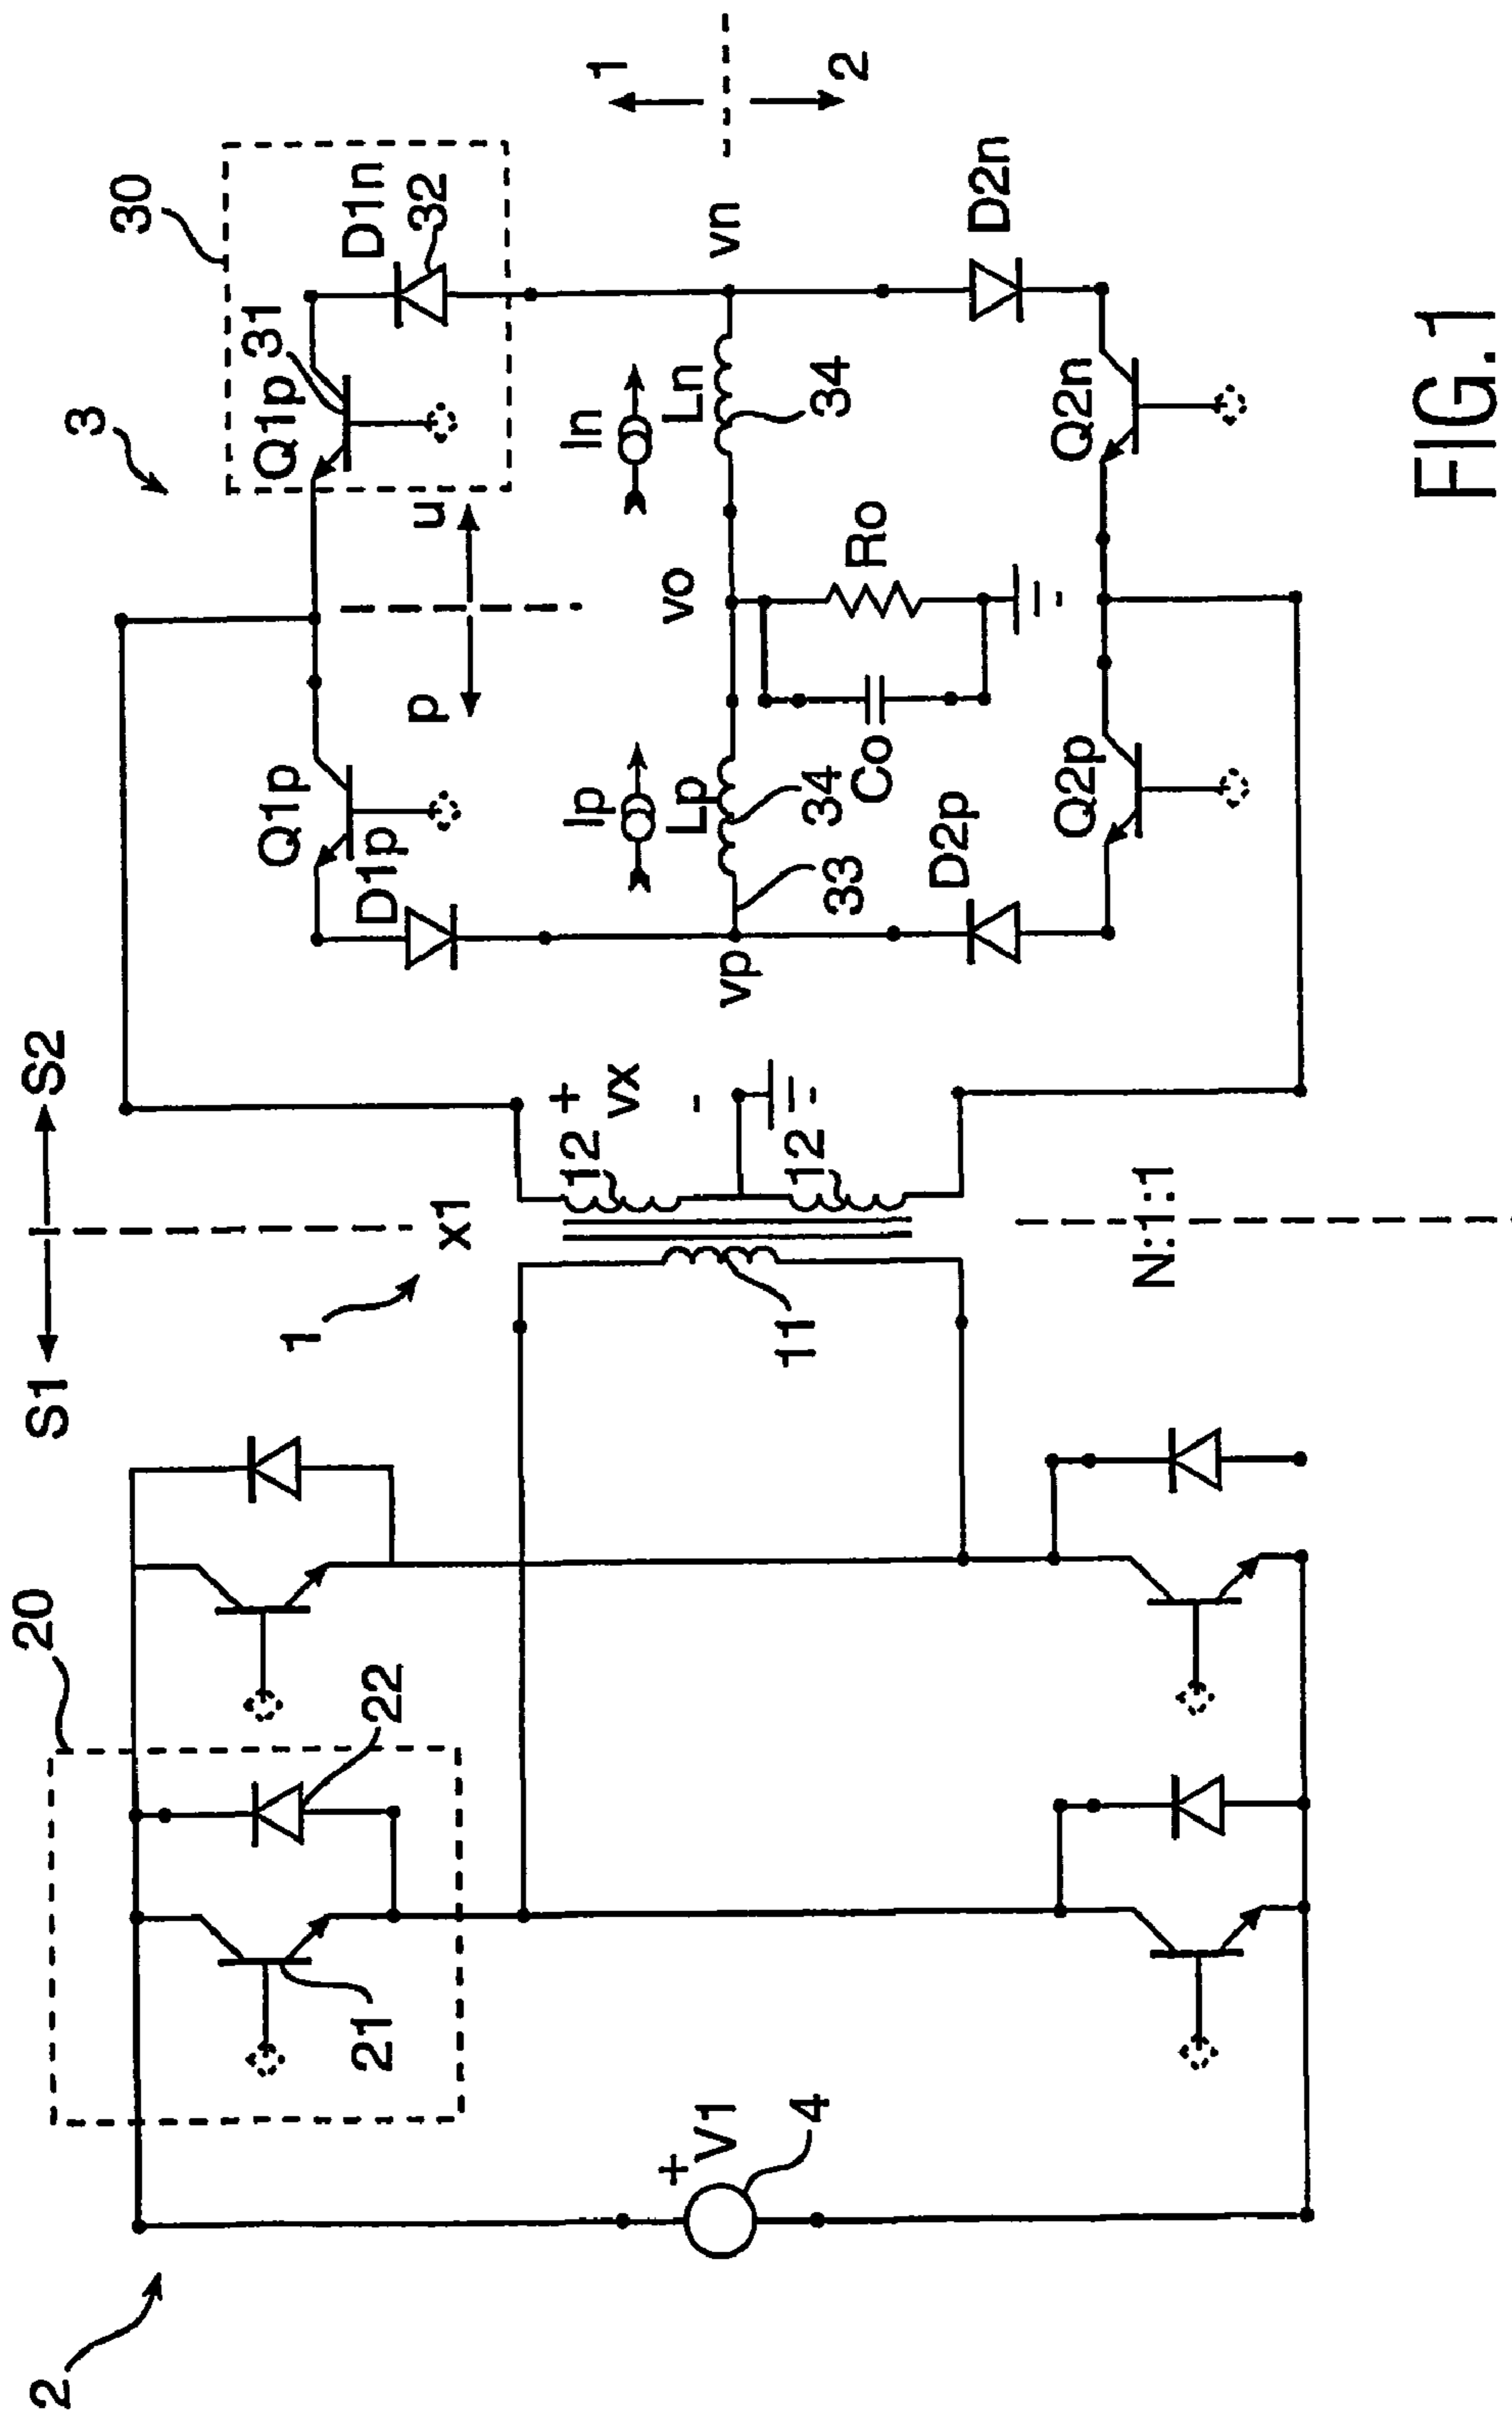 S1
S2
2
20
21
22
V1
+
4
1
x1
11
12
12
+
vx
-
N:1:1
3
30
Q1p
D1p
Q1p
31
D1n
32
p
u
Ip
Lp
34
33
vp
vo
In
Ln
34
vn
Co
Ro
1
2
D2p
Q2p
Q2n
D2n
FIG.1